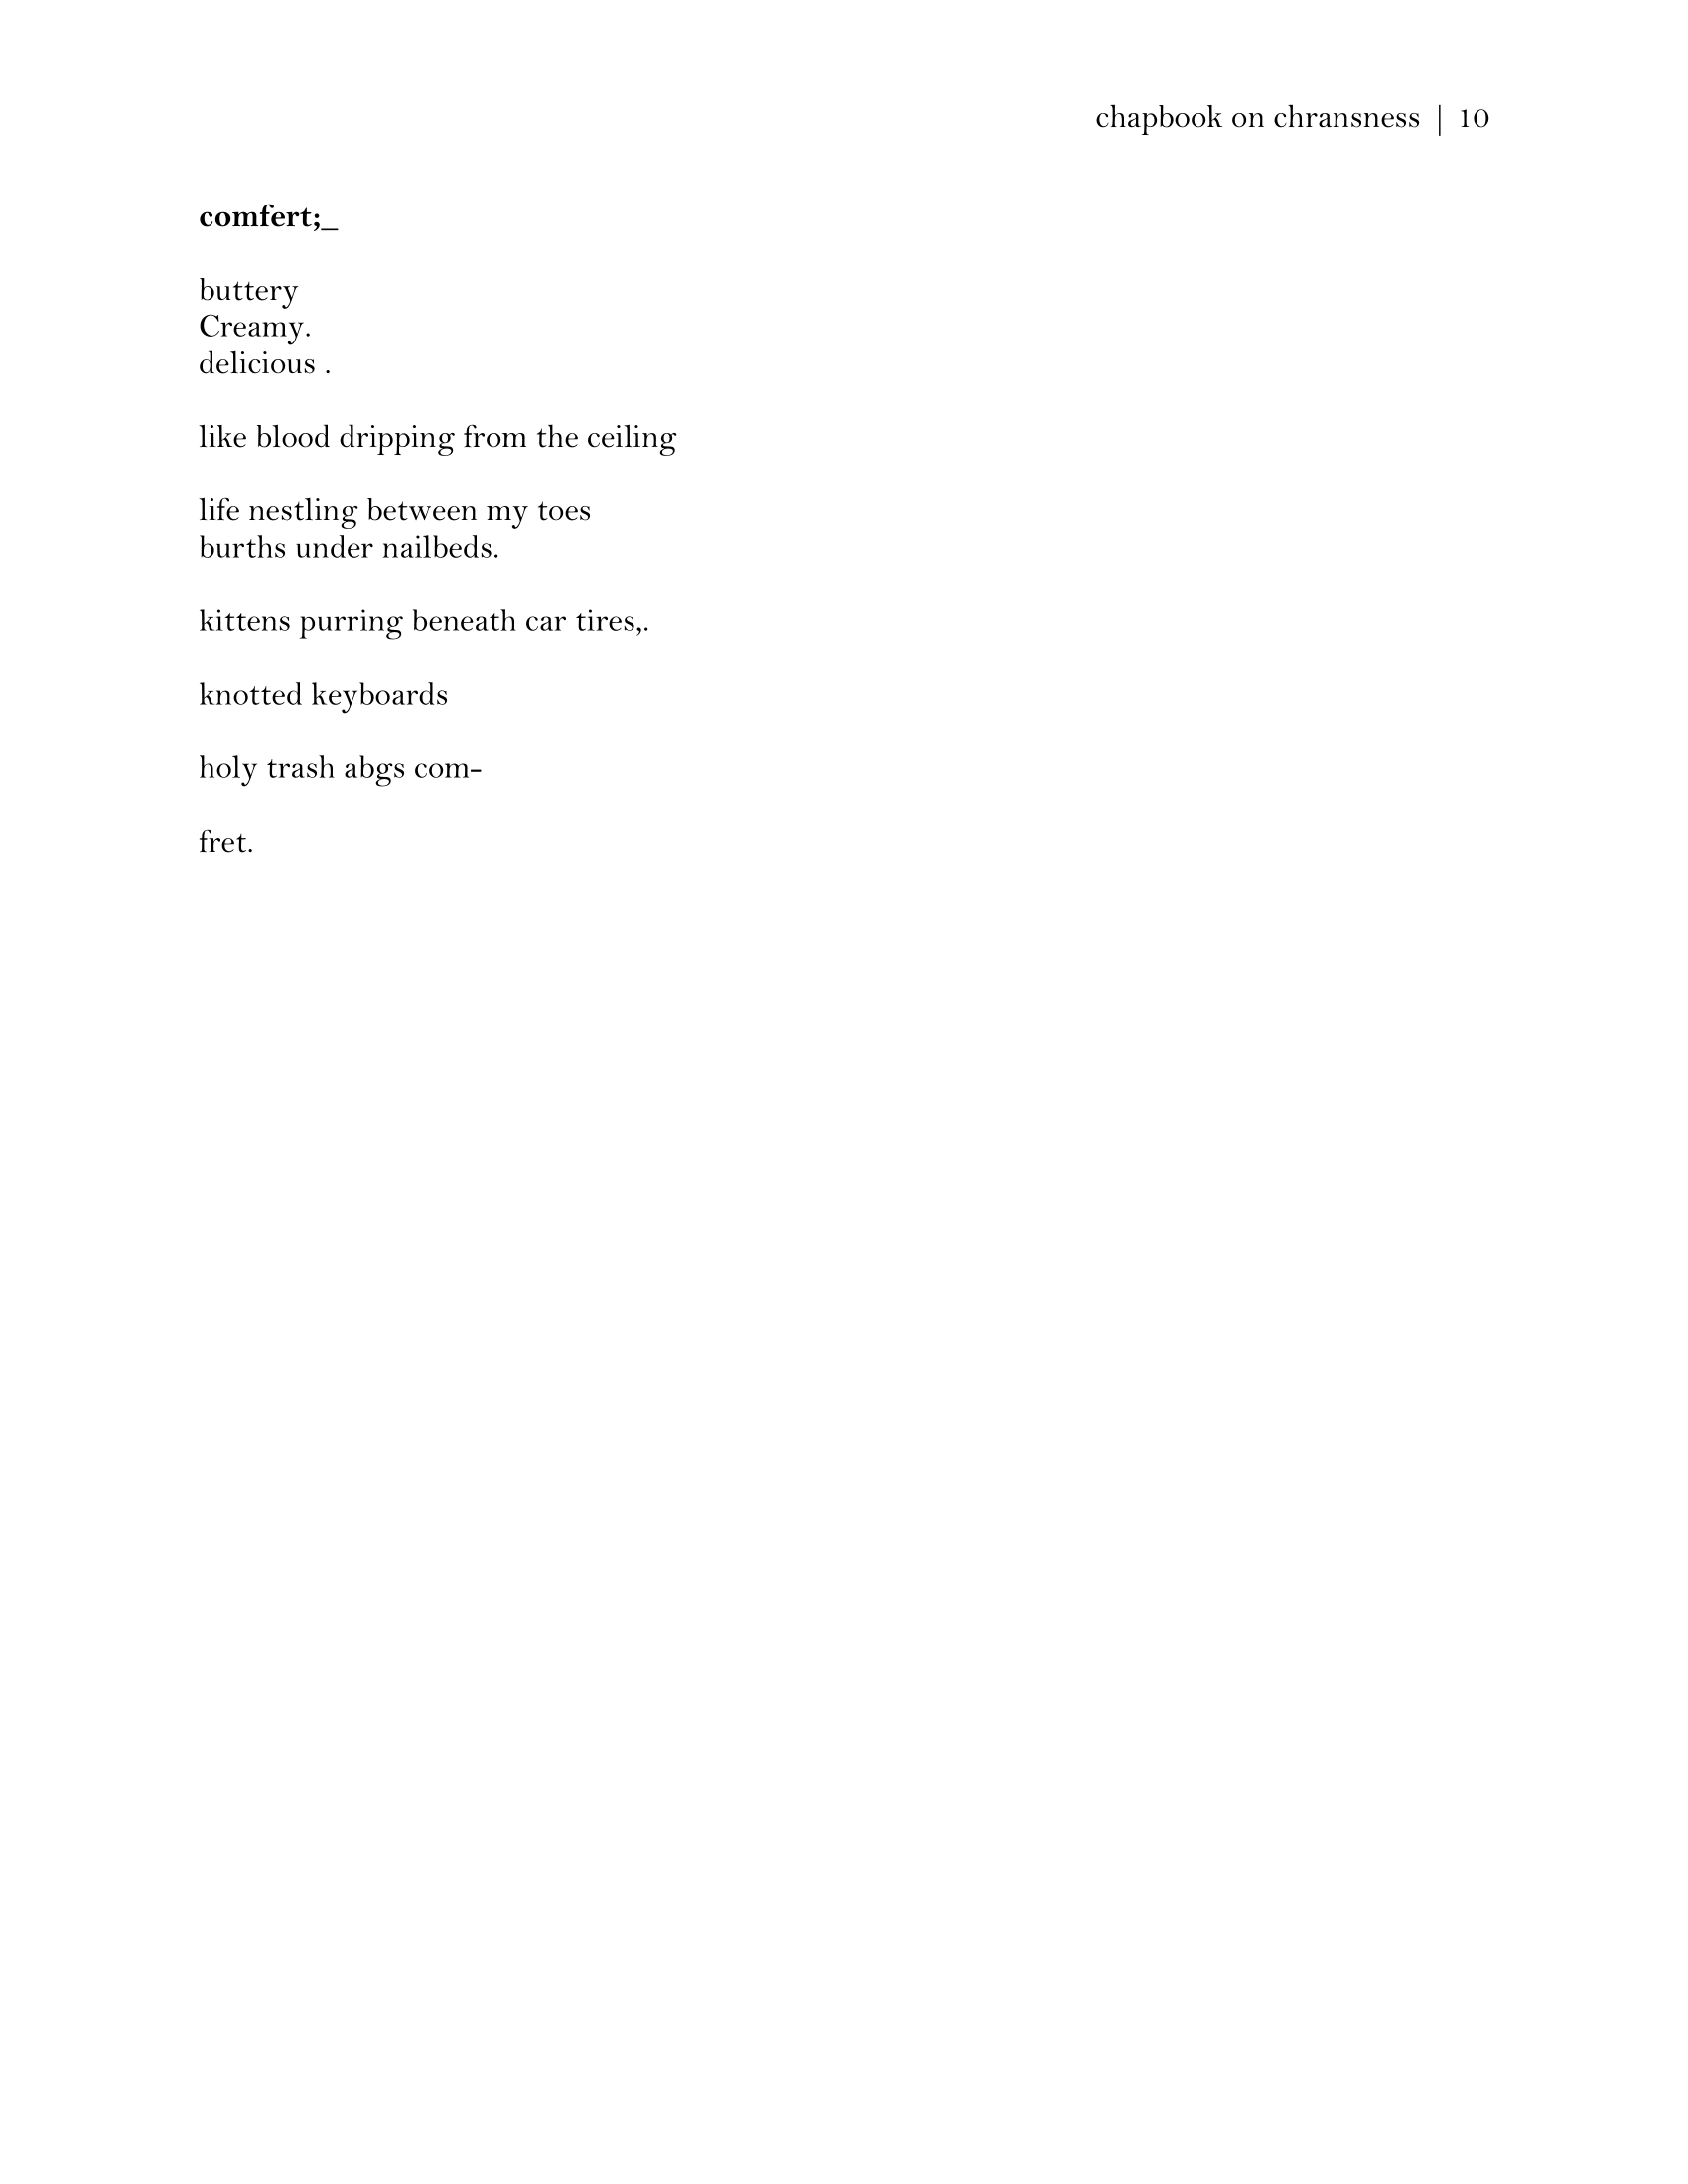 chapbook on chransness | 10
comfert;_
buttery
Creamy.
delicious .
like blood dripping from the ceiling
life nestling between my toes
burths under nailbeds.
kittens purring beneath car tires,.
knotted keyboards
holy trash abgs com-
fret.